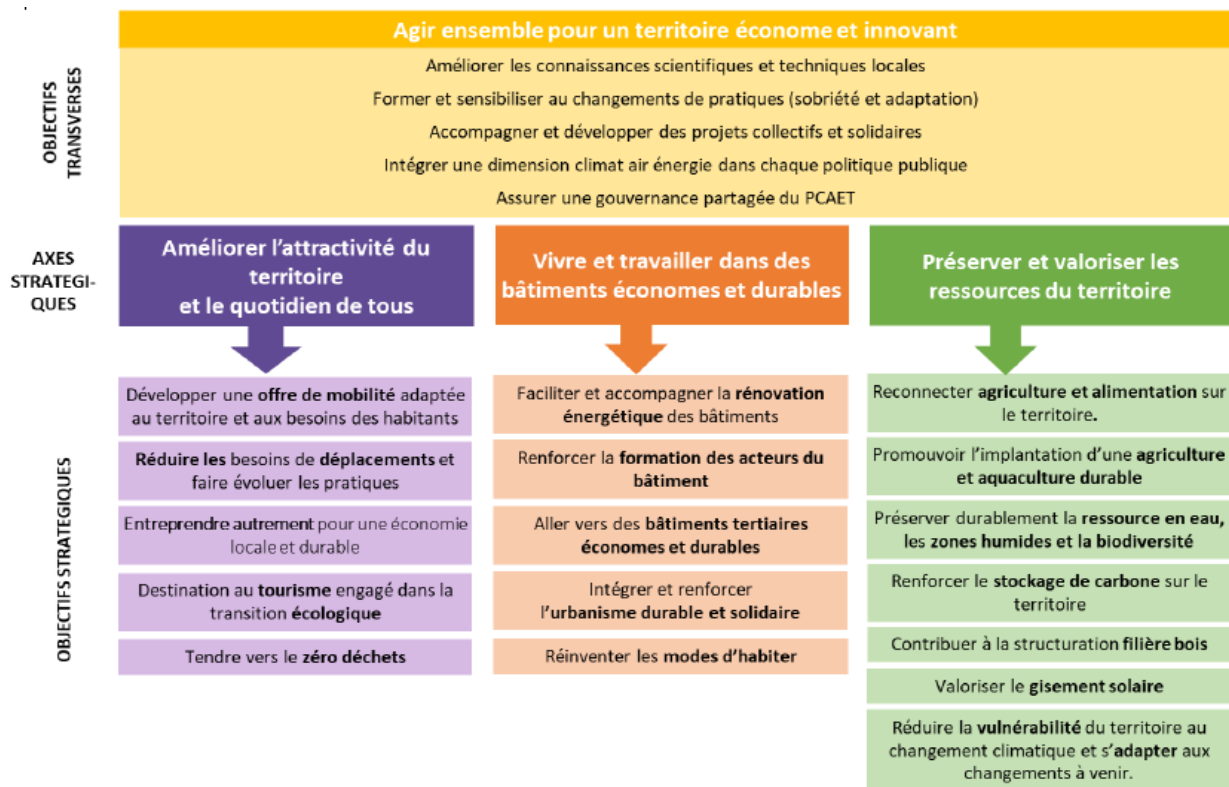 Agir ensemble pour un territoire économe et innovant
OBJECTIFS
TRANSVERSES
Améliorer les connaissances scientifiques et techniques locales
Former et sensibiliser au changements de pratiques (sobriété et adaptation)
Accompagner et développer des projets collectifs et solidaires
Intégrer une dimension climat air énergie dans chaque politique publique
Assurer une gouvernance partagée du PCAET
AXES
STRATEGI-
QUES
Améliorer l'attractivité du
territoire
et le quotidien de tous
Vivre et travailler dans des
bâtiments économes et durables
Préserver et valoriser les
ressources du territoire
OBJECTIFS STRATEGIQUES
Développer une offre de mobilité adaptée
au territoire et aux besoins des habitants
Réduire les besoins de déplacements et
faire évoluer les pratiques
Entreprendre autrement pour une économie
locale et durable
Destination au tourisme engagé dans la
transition écologique
Tendre vers le zéro déchets
Faciliter et accompagner la rénovation
énergétique des bâtiments
Renforcer la formation des acteurs du
bâtiment
Aller vers des bâtiments tertiaires
économes et durables
Intégrer et renforcer
l'urbanisme durable et solidaire
Réinventer les modes d'habiter
Reconnecter agriculture et alimentation sur
le territoire.
Promouvoir l'implantation d'une agriculture
et aquaculture durable
Préserver durablement la ressource en eau,
les zones humides et la biodiversité
Renforcer le stockage de carbone sur le
territoire
Contribuer à la structuration filière bois
Valoriser le gisement solaire
Réduire la vulnérabilité du territoire au
changement climatique et s'adapter aux
changements à venir.